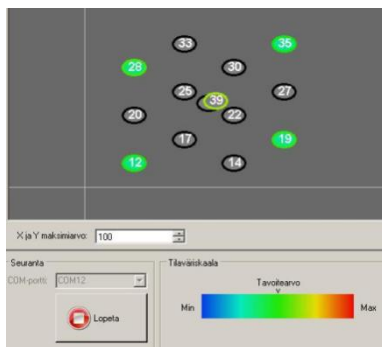 33 35
28 30
25 39 27
20 22
17 19
12 14
X ja Y maksimiarvo: 100
Seuranta
COM-portti: COM12
Lopeta
Tilaväriskaala
Tavoitearvo
Min Max